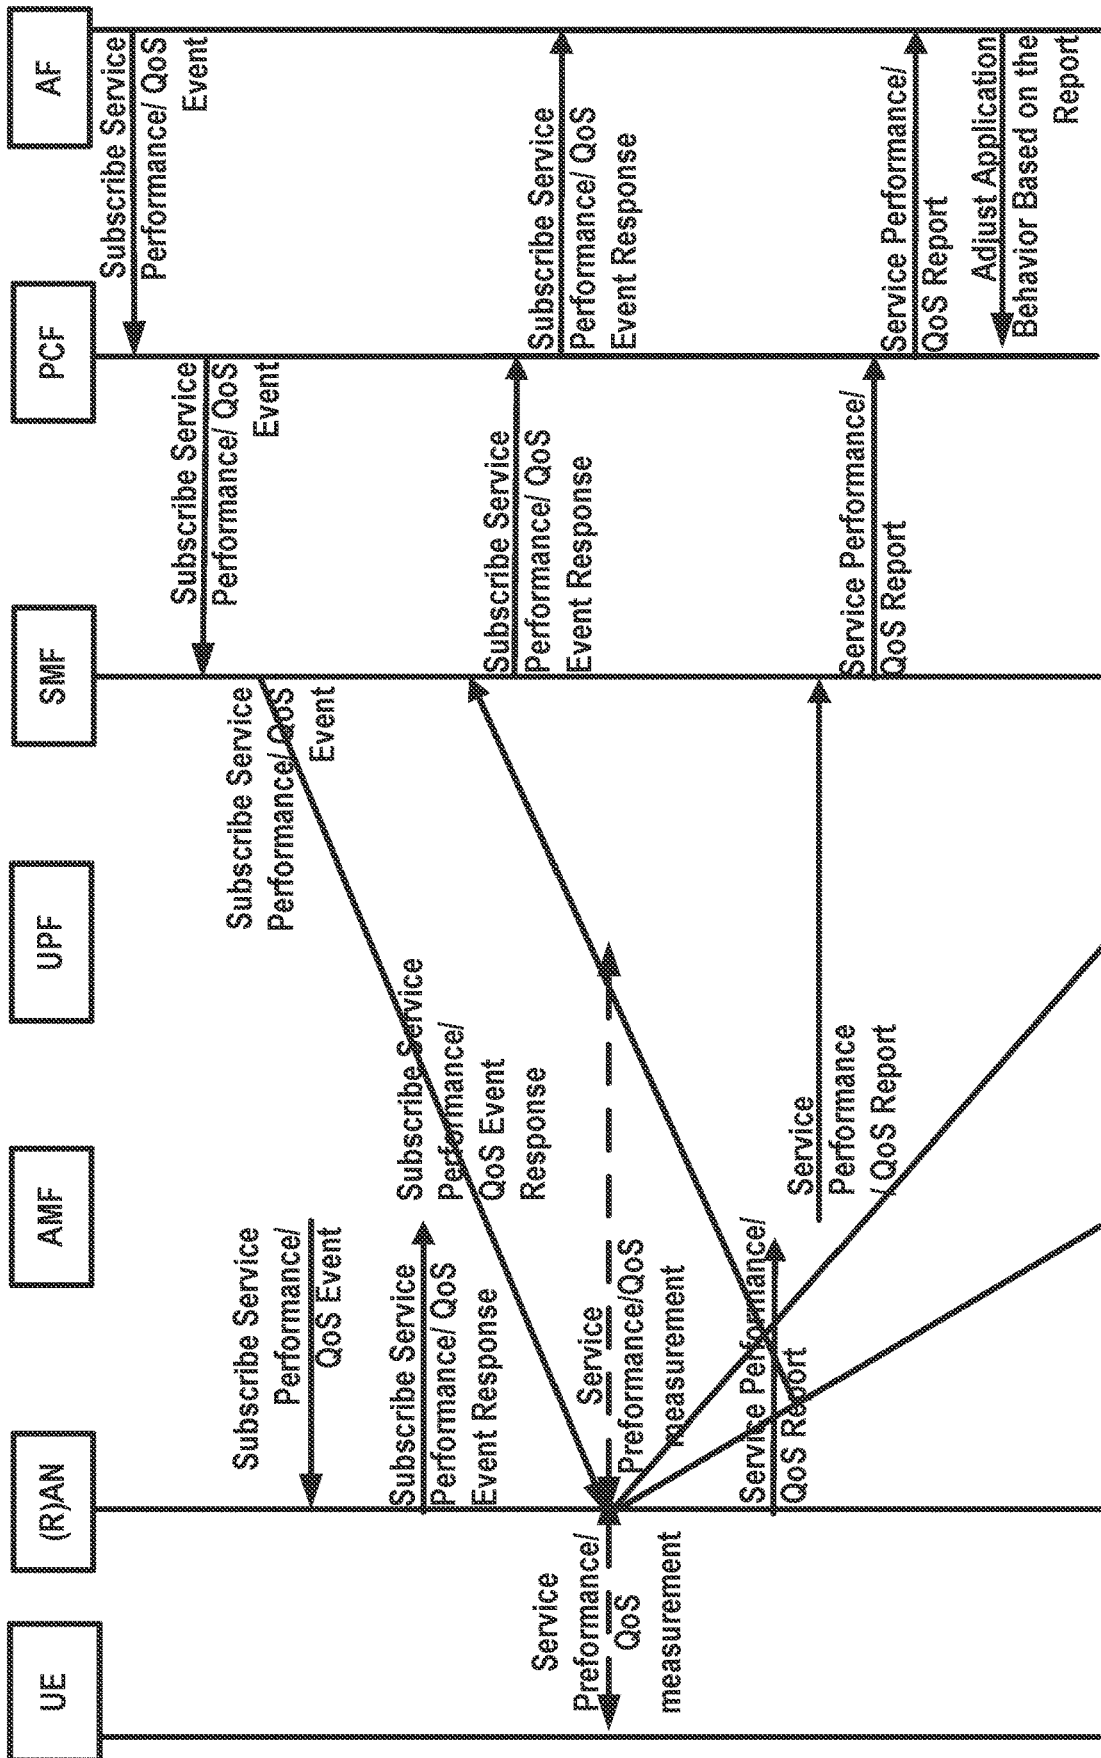 UE
(R)AN
AMF
UPF
SMF
PCF
AF
Subscribe Service
Performance/ QoS
Event
Subscribe Service
Performance/ QoS
Event
Subscribe Service
Performance/ QoS
Event
Subscribe Service
Performance/
QoS Event
Subscribe Service
Performance/ QoS
Event Response
Subscribe Service
Performance/
QoS Event
Response
Subscribe Service
Performance/ QoS
Event Response
Subscribe Service
Performance/ QoS
Event Response
Service
Preformance/
QoS
measurement
Service
Preformance/QoS
measurement
Service Performance/
QoS Report
Service
Performance
/ QoS Report
Service Performance/
QoS Report
Service Performance/
QoS Report
Adjust Application
Behavior Based on the
Report